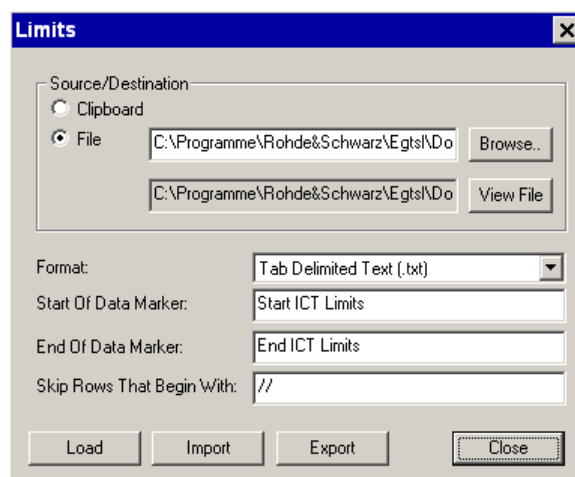 Limits
Source/Destination
Clipboard
File C:\Programme\Rohde&Schwarz\Egtsl\Do Browse..
C:\Programme\Rohde&Schwarz\Egtsl\Do View File
Format: Tab Delimited Text (.txt)
Start Of Data Marker: Start ICT Limits
End Of Data Marker: End ICT Limits
Skip Rows That Begin With: //
Load Import Export Close